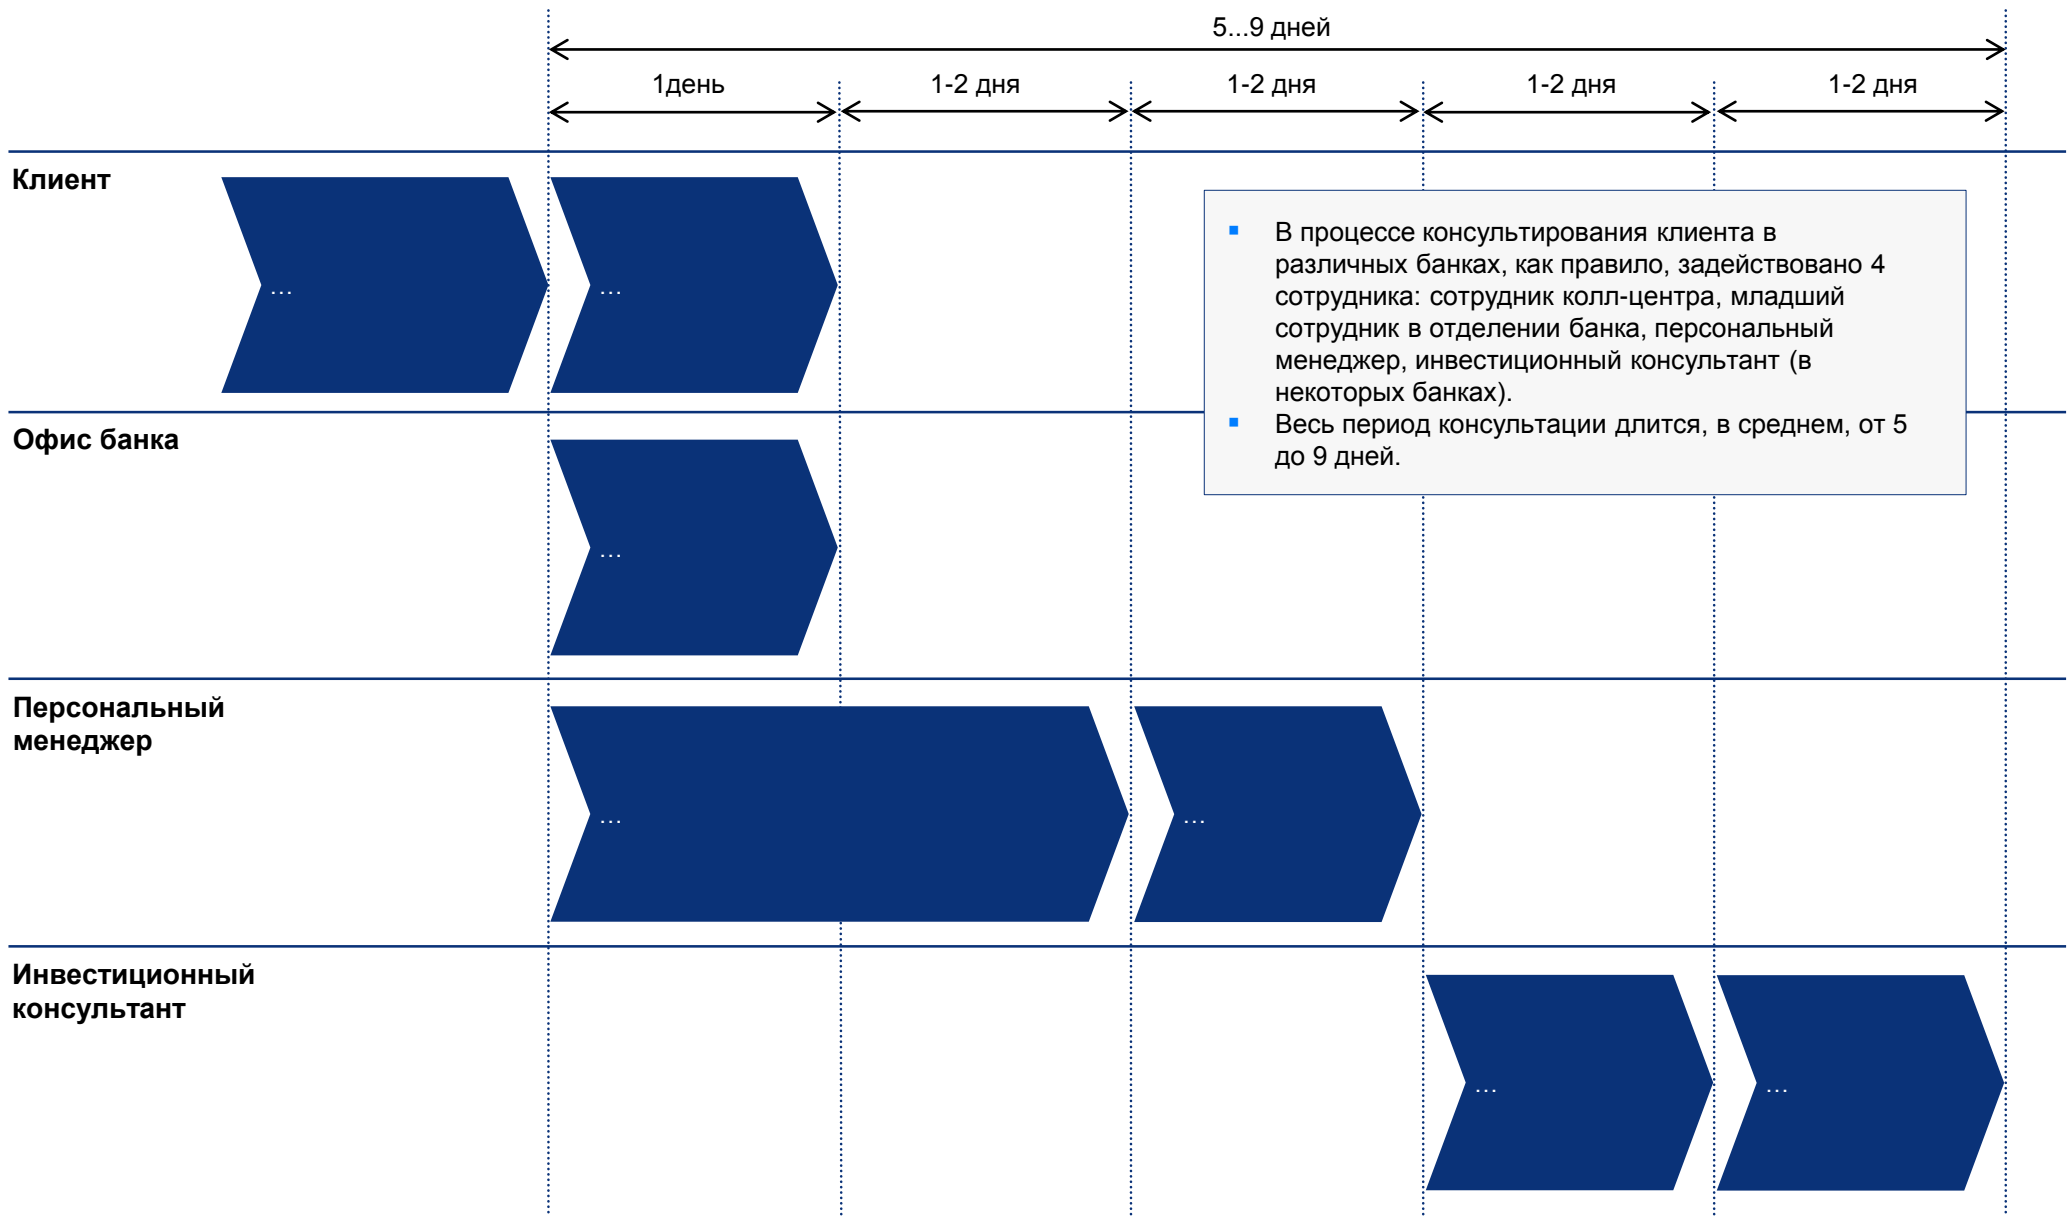 5...9 дней
1день
1-2 дня
1-2 дня
1-2 дня
1-2 дня
Клиент
...
...
▪ В процессе консультирования клиента в
различных банках, как правило, задействовано 4
сотрудника: сотрудник колл-центра, младший
сотрудник в отделении банка, персональный
менеджер, инвестиционный консультант (в
некоторых банках).
▪ Весь период консультации длится, в среднем, от 5
до 9 дней.
Офис банка
...
Персональный
менеджер
...
...
Инвестиционный
консультант
...
...